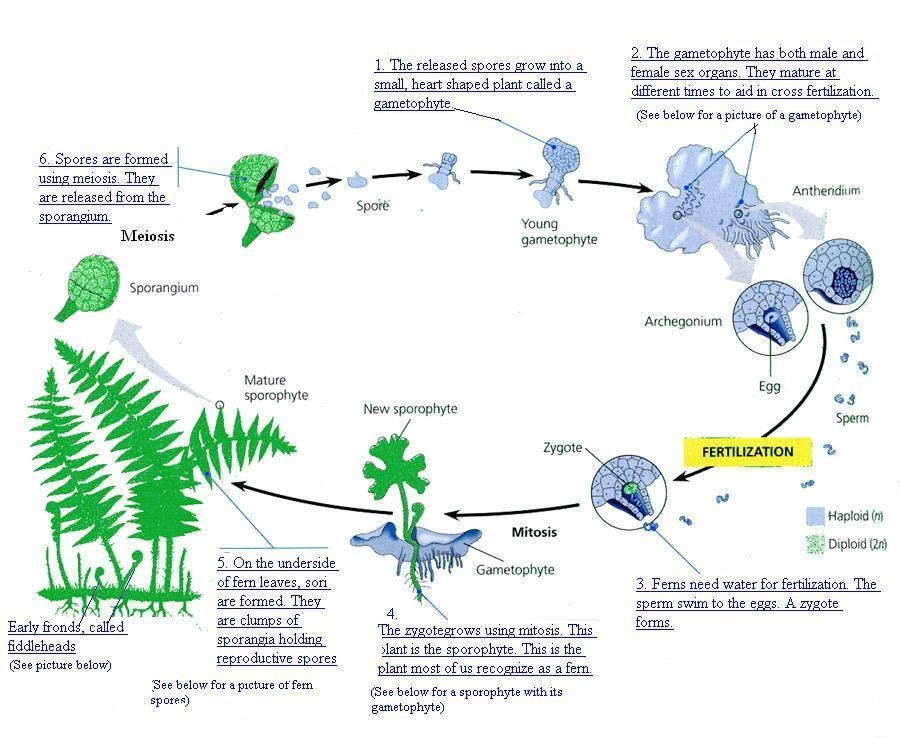 1. The released spores grow into a
small, heart shaped plant called a
gametophyte.
2. The gametophyte has both male and
female sex organs. They mature at
different times to aid in cross fertilization.
(See below for a picture of a gametophyte)
6. Spores are formed
using meiosis. They
are released from the
sporangium.
Meiosis
Spore
Young
gametophyte
Antheridium
Sporangium
Archegonium
Egg
Sperm
Mature
sporophyte
New sporophyte
Zygote
FERTILIZATION
Mitosis
Gametophyte
Haploid (n)
Diploid (2n)
3. Ferns need water for fertilization. The
sperm swim to the eggs. A zygote
forms.
4.
The zygotegrows using mitosis. This
plant is the sporophyte. This is the
plant most of us recognize as a fern.
(See below for a sporophyte with its
gametophyte)
5. On the underside
of fern leaves, sori
are formed. They
are clumps of
sporangia holding
reproductive spores
(See below for a picture of fern
spores)
Early fronds, called
fiddleheads
(See picture below)